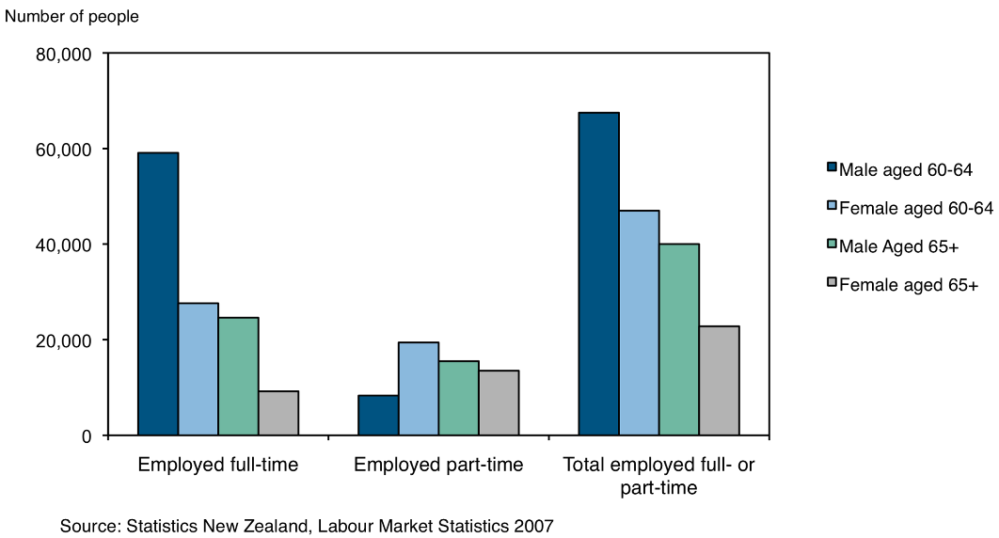 Number of people
80,000
60,000
40,000
20,000
0
Employed full-time
Employed part-time
Total employed full- or
part-time
Male aged 60-64
Female aged 60-64
Male Aged 65+
Female aged 65+
Source: Statistics New Zealand, Labour Market Statistics 2007